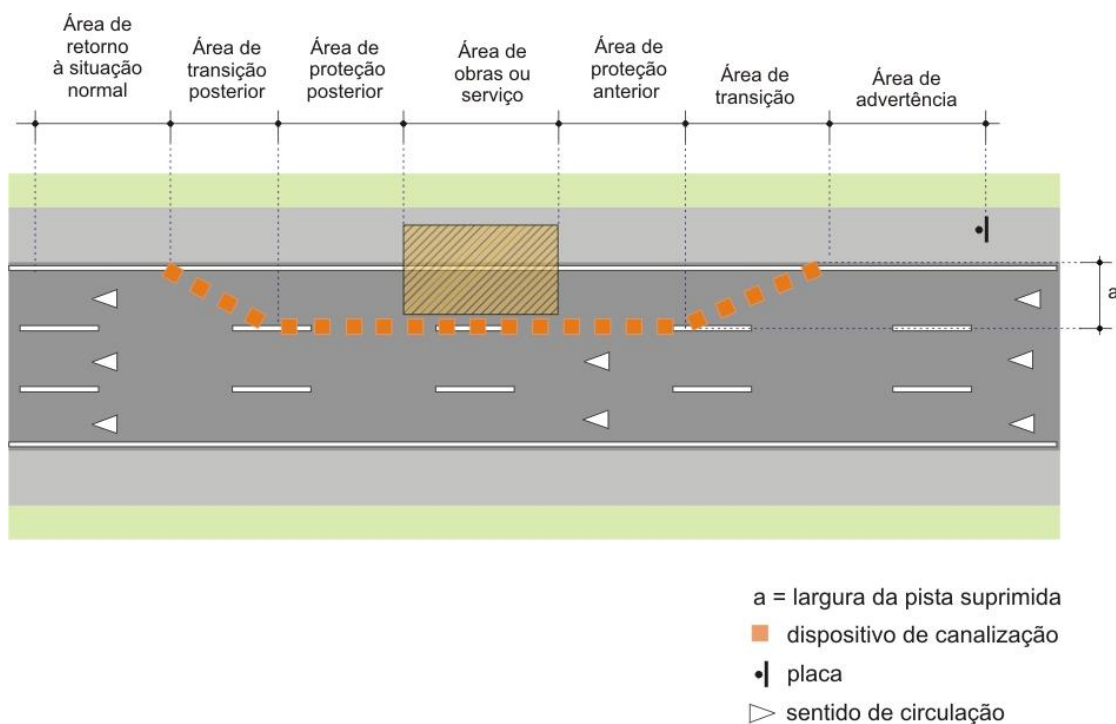 Área de
retorno
à situação
normal
Área de
transição
posterior
Área de
proteção
posterior
Área de
obras ou
serviço
Área de
proteção
anterior
Área de
transição
Área de
advertência
a
a = largura da pista suprimida
dispositivo de canalização
placa
sentido de circulação